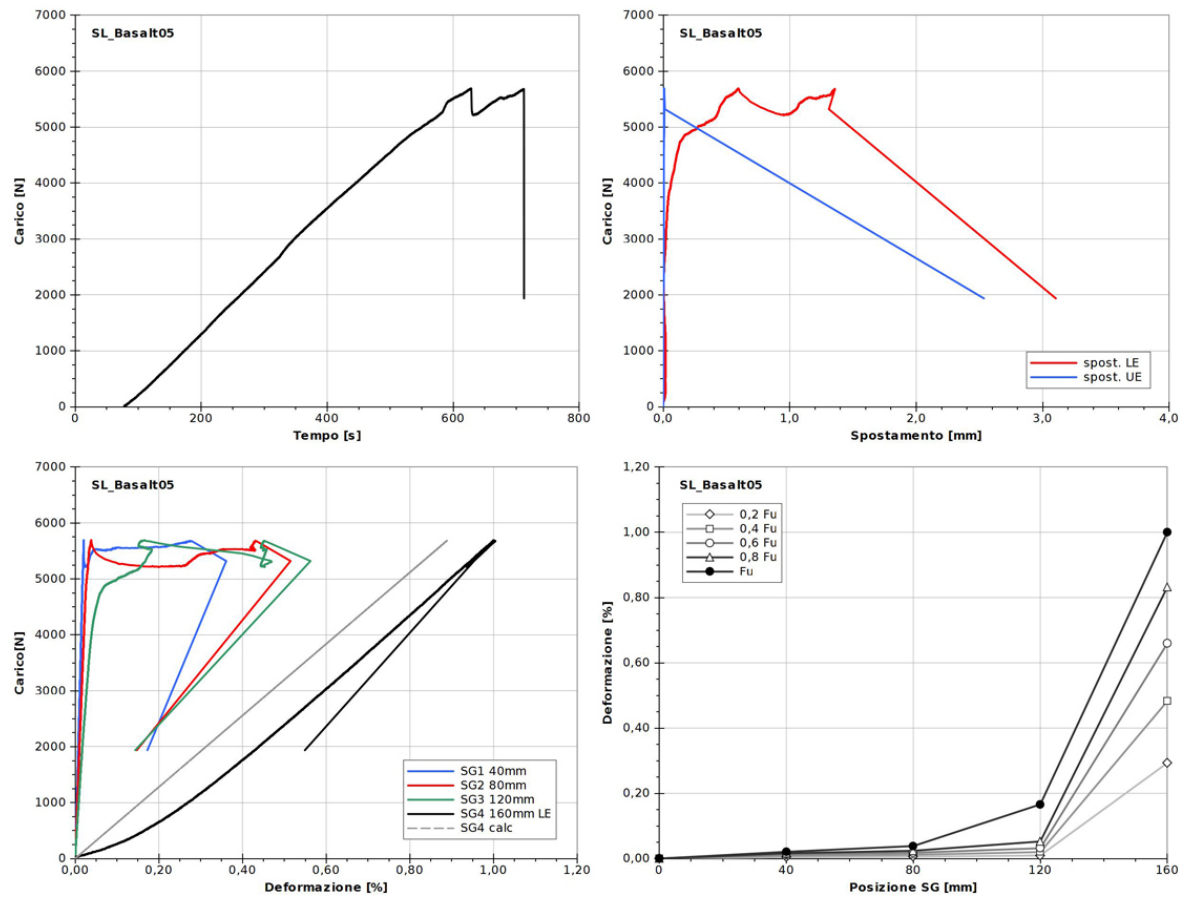 SL_Basalt05
7000
6000
5000
4000
3000
2000
1000
0
Carico [N]
0 200 400 600 800
Tempo [s]
SL_Basalt05
7000
6000
5000
4000
3000
2000
1000
0
Carico [N]
spost. LE
spost. UE
0,0 1,0 2,0 3,0 4,0
Spostamento [mm]
SL_Basalt05
7000
6000
5000
4000
3000
2000
1000
0
Carico[N]
SG1 40mm
SG2 80mm
SG3 120mm
SG4 160mm LE
SG4 calc
0,00 0,20 0,40 0,60 0,80 1,00 1,20
Deformazione [%]
SL_Basalt05
1,20
1,00
0,80
0,60
0,40
0,20
0,00
Deformazione [%]
0,2 Fu
0,4 Fu
0,6 Fu
0.8 Fu
Fu
0 40 80 120 160
Posizione SG [mm]